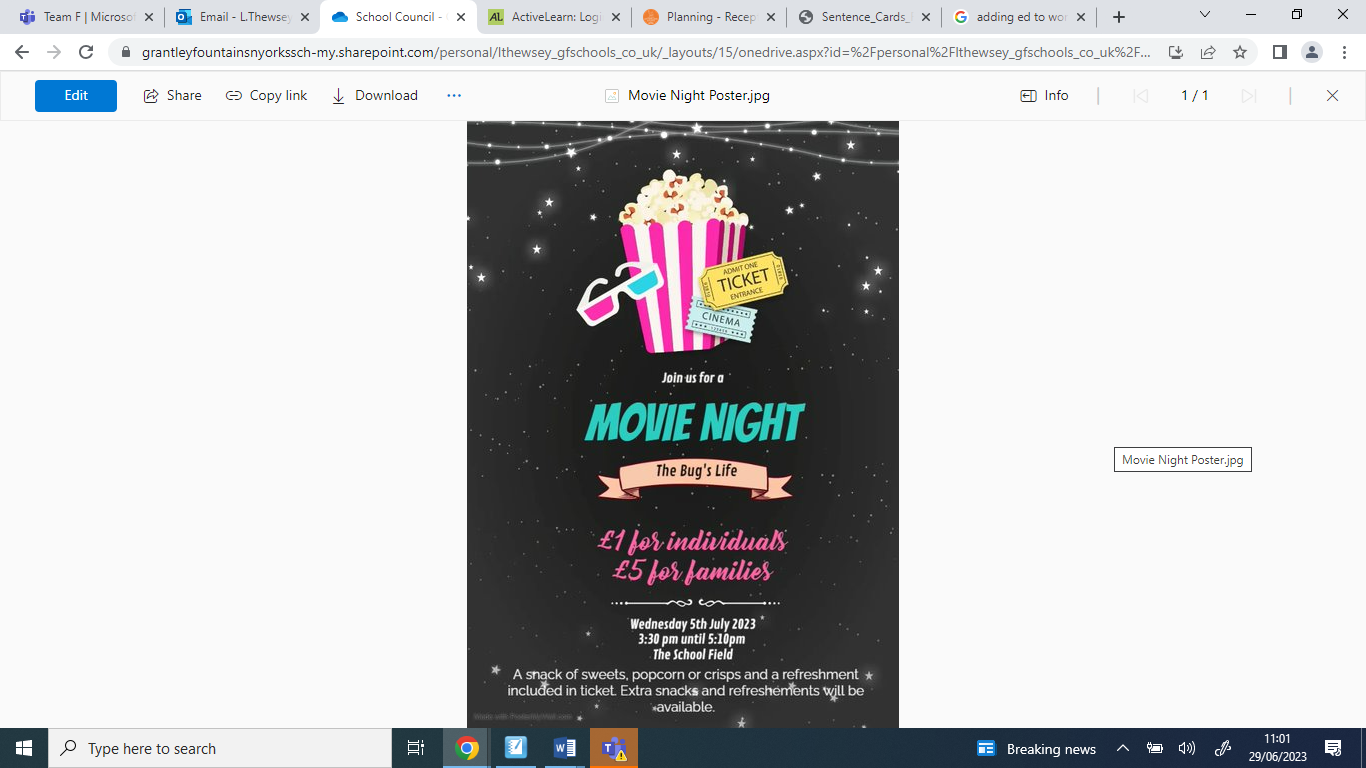 Team F | Microsof
Email - L.Thewsey
School Council -
ActiveLearn: Logi
Planning - Recep
Sentence_Cards_
adding ed to wor
grantleyfountainsnyorkssch-my.sharepoint.com/personal/lthewsey_gfschools_co_uk/_layouts/15/onedrive.aspx?id=%2Fpersonal%2Flthewsey_gfschools_co_uk%2F...
Edit
Share
Copy link
Download
...
Movie Night Poster.jpg
Info
1 / 1
ADMIT ONE
TICKET
ENTRANCE
CINEMA
Join us for a
MOVIE NIGHT
The Bug's Life
Movie Night Poster.jpg
£1 for individuals
£5 for families
Wednesday 5th July 2023
3:30 pm until 5:10pm
The School Field
A snack of sweets, popcorn or crisps and a refreshment
included in ticket. Extra snacks and refreshements will be
available.
Made with PosterMyWall.com
Type here to search
Breaking news
11:01
29/06/2023